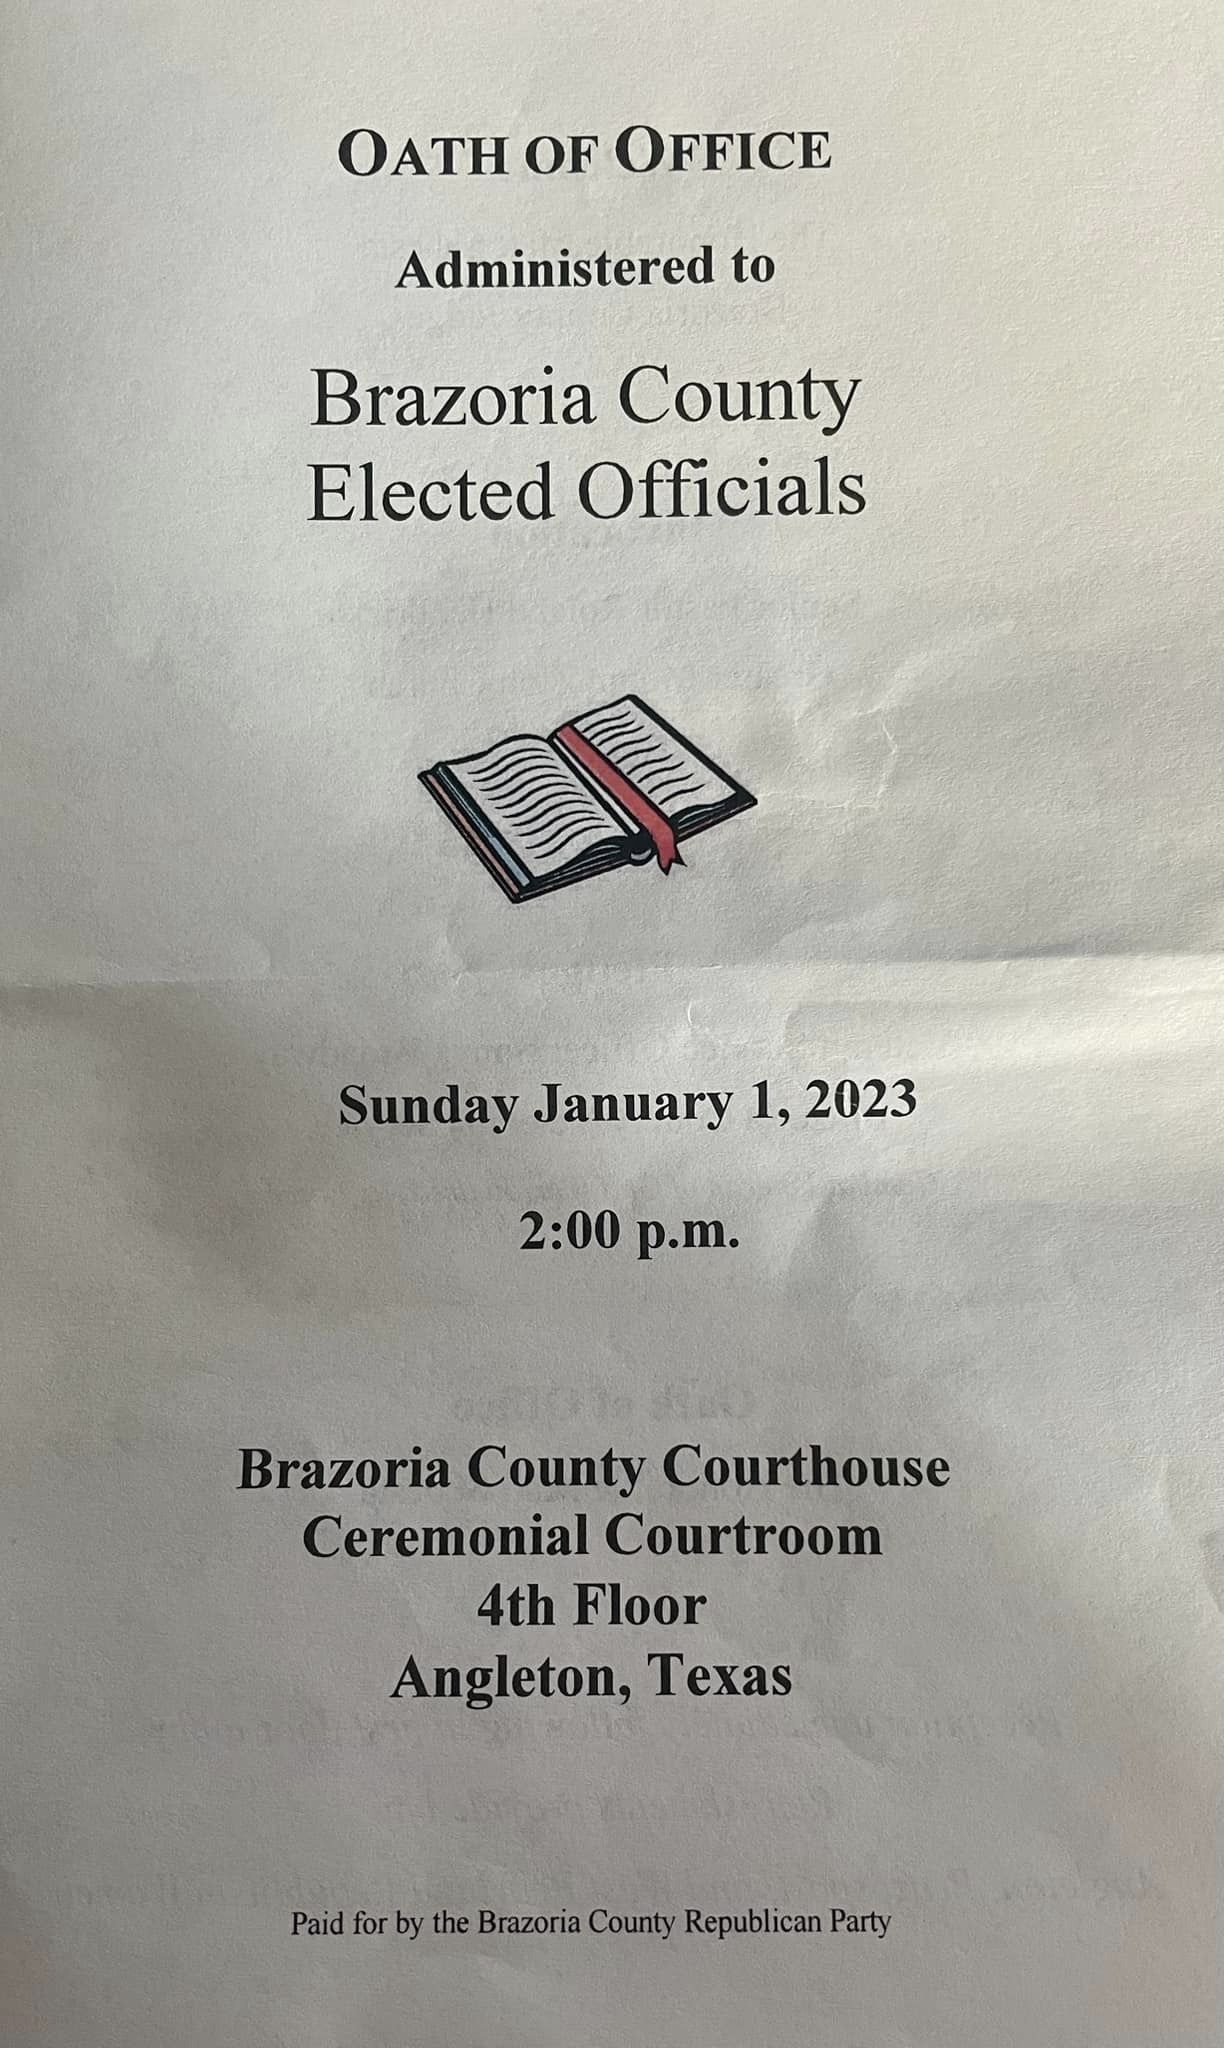 OATH OF OFFICE
Administered to
Brazoria County
Elected Officials
Sunday January 1, 2023
2:00 p.m.
Brazoria County Courthouse
Ceremonial Courtroom
4th Floor
Angleton, Texas
Paid for by the Brazoria County Republican Party